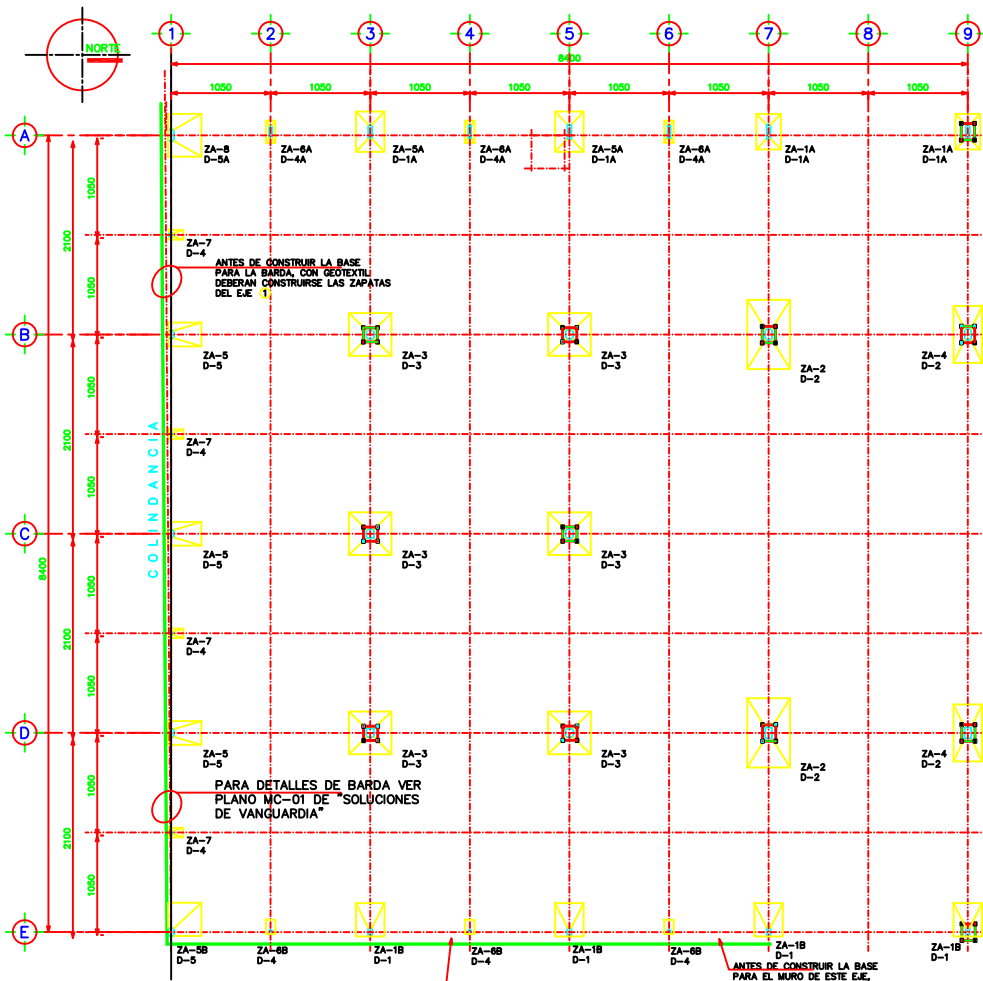 1 2 3 4 5 6 7 8 9
NORTE
8400
1050 1050 1050 1050 1050 1050 1050 1050
A
ZA-8 ZA-6A ZA-5A ZA-6A ZA-5A ZA-6A ZA-1A ZA-1A
D-5A D-4A D-1A D-4A D-1A D-4A D-1A D-1A
1050
2100
ZA-7
D-4
ANTES DE CONSTRUIR LA BASE
PARA LA BARDA, CON GEOTEXTIL
DEBERAN CONSTRUIRSE LAS ZAPATAS
DEL EJE 1
1050
B
ZA-5 ZA-3 ZA-3 ZA-2 ZA-4
D-5 D-3 D-3 D-2 D-2
1050
2100
ZA-7
D-4
COLINDANCIA
1050
C
ZA-5 ZA-3 ZA-3
D-5 D-3 D-3
8400
1050
2100
ZA-7
D-4
1050
D
ZA-5 ZA-3 ZA-3 ZA-2 ZA-4
D-5 D-3 D-3 D-2 D-2
PARA DETALLES DE BARDA VER
PLANO MC-01 DE "SOLUCIONES
DE VANGUARDIA"
1050
2100
ZA-7
D-4
1050
E
ZA-5B ZA-6B ZA-1B ZA-6B ZA-1B ZA-6B ZA-1B ZA-1B
D-5 D-4 D-1 D-4 D-1 D-4 D-1 D-1
ANTES DE CONSTRUIR LA BASE
PARA EL MURO DE ESTE EJE,